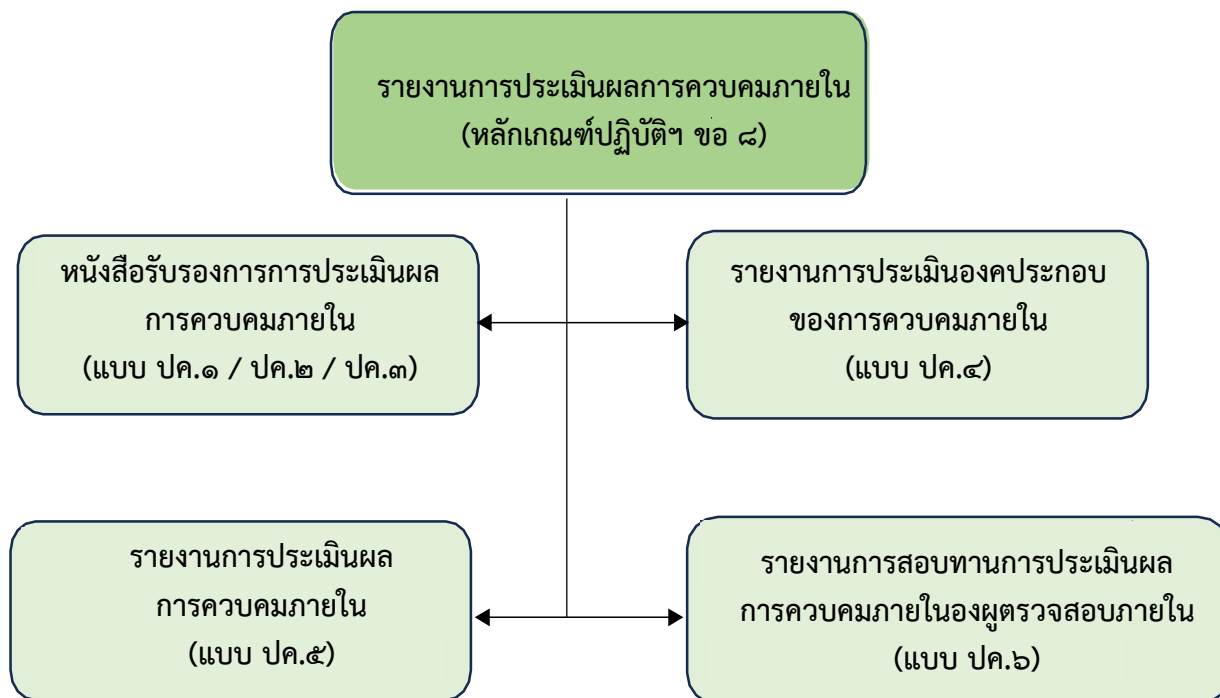 รายงานการประเมินผลการควบคมภายใน
(หลักเกณฑ์ปฏิบัติฯ ขอ ๘)
หนังสือรับรองการการประเมินผล
การควบคมภายใน
(แบบ ปค.๑ / ปค.๒ / ปค.๓)
รายงานการประเมินองคประกอบ
ของการควบคมภายใน
(แบบ ปค.๔)
รายงานการประเมินผล
การควบคมภายใน
(แบบ ปค.๕)
รายงานการสอบทานการประเมินผล
การควบคมภายในองผูตรวจสอบภายใน
(แบบ ปค.๖)